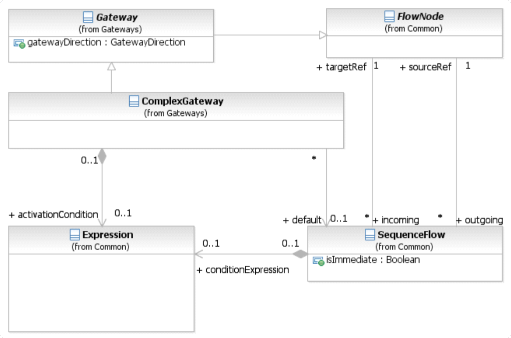 Gateway
(from Gateways)
gatewayDirection : GatewayDirection
FlowNode
(from Common)
+ targetRef 1 + sourceRef 1
ComplexGateway
(from Gateways)
0..1 *
+ activationCondition 0..1
+ default 0..1 * + incoming * + outgoing
Expression
(from Common)
0..1 0..1
+ conditionExpression
SequenceFlow
(from Common)
isImmediate : Boolean